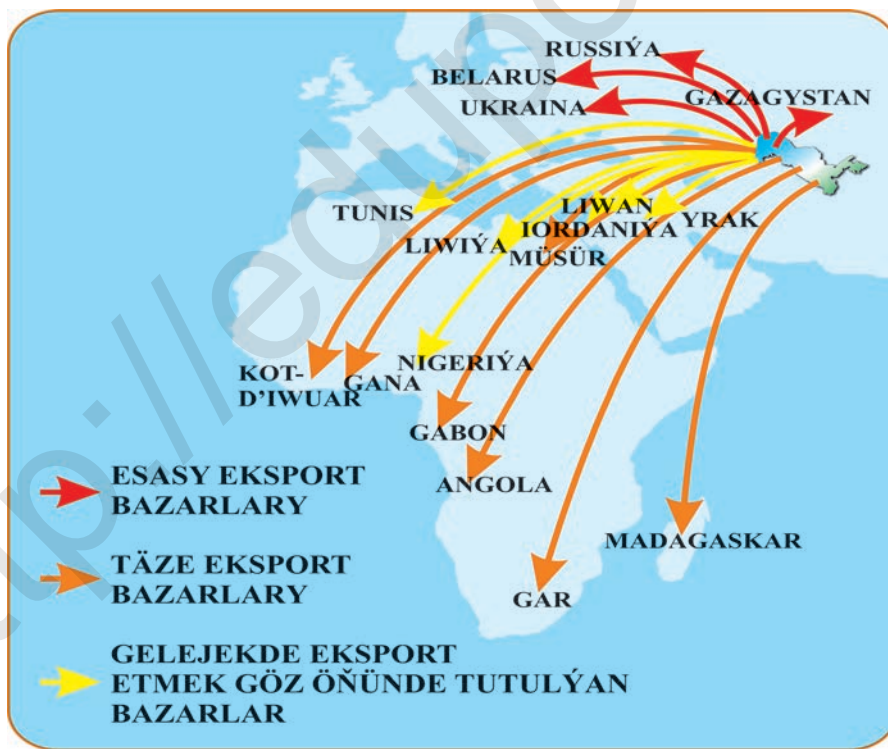 RUSSIÝA
BELARUS
GAZAGYSTAN
UKRAINA
TUNIS
LIWAN
YRAK
IORDANIÝA
LIWIÝA
MÜSÜR
NIGERIÝA
KOT-
D'IWUAR
GANA
GABON
ANGOLA
MADAGASKAR
GAR
ESASY EKSPORT
BAZARLARY
TÄZE EKSPORT
BAZARLARY
GELEJEKDE EKSPORT
ETMEK GÖZ ÖŇÜNDE TUTULÝAN
BAZARLAR